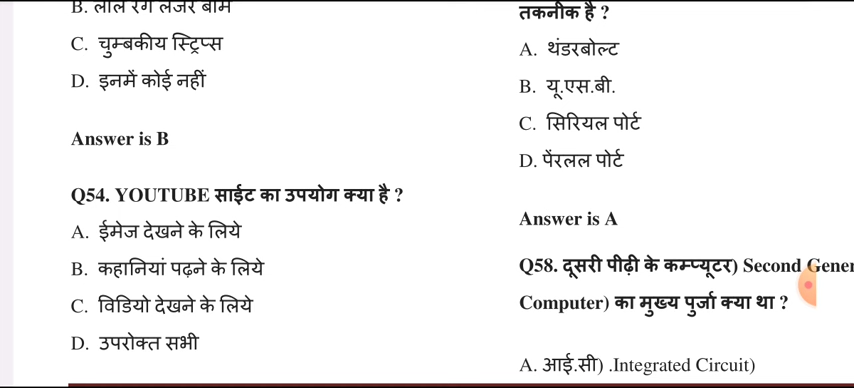 B. लाल रंग लेजर बीम
C. चुम्बकीय स्ट्रिप्स
D. इनमें कोई नहीं
Answer is B
Q54. YOUTUBE साईट का उपयोग क्या है ?
A. ईमेज देखने के लिये
B. कहानियां पढ़ने के लिये
C. विडियो देखने के लिये
D. उपरोक्त सभी
तकनीक है ?
A. थंडरबोल्ट
B. यू.एस.बी.
C. सिरियल पोर्ट
D. पेंरलल पोर्ट
Answer is A
Q58. दूसरी पीढ़ी के कम्प्यूटर) Second Gener
Computer) का मुख्य पुर्जा क्या था ?
A. आई.सी) .Integrated Circuit)